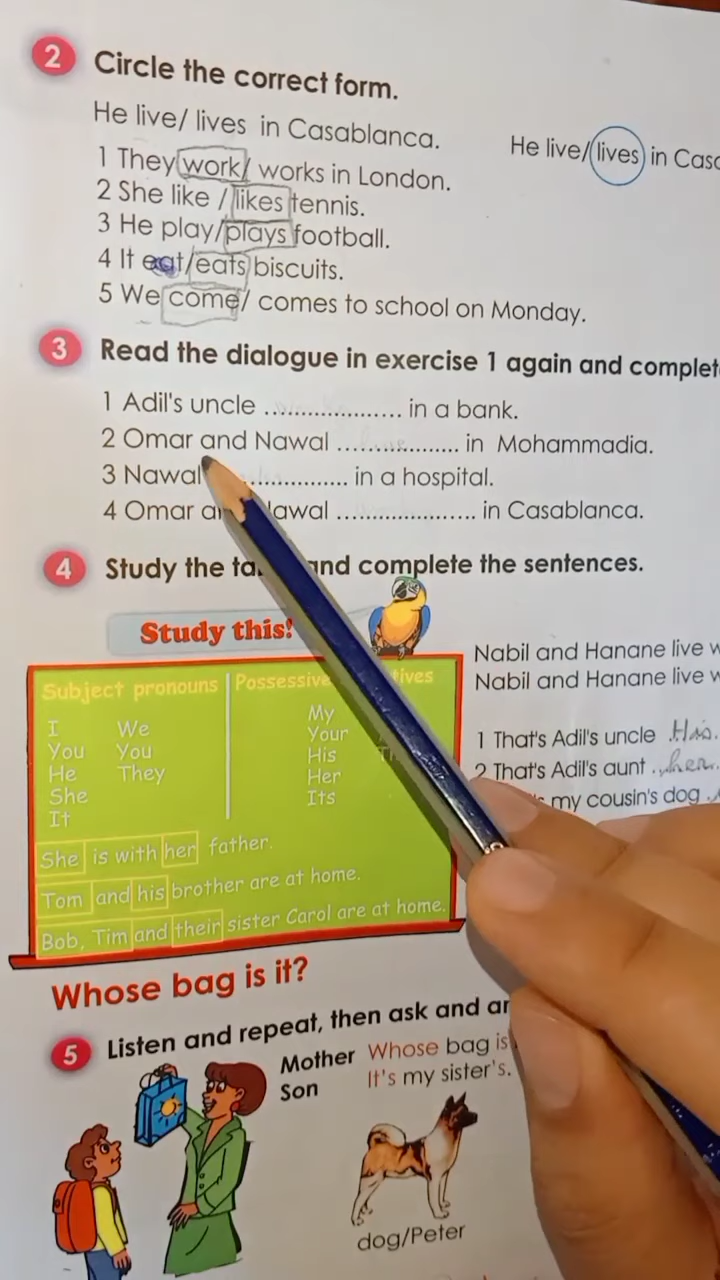 2 Circle the correct form.
He live/ lives in Casablanca.
He live/ lives in Casa
1 They work/ works in London.
2 She like / likes tennis.
3 He play/plays football.
4 It eat/eats biscuits.
5 We come/ comes to school on Monday.
3 Read the dialogue in exercise 1 again and complet
1 Adil's uncle .................... in a bank.
2 Omar and Nawal .................. in Mohammadia.
3 Nawal ............... in a hospital.
4 Omar a Nawal .................... in Casablanca.
4 Study the ta and complete the sentences.
Study this!
Subject pronouns Possessive tives
I We My
You You Your
He They His
She Her
It Its
She is with her father.
Tom and his brother are at home.
Bob, Tim and their sister Carol are at home.
Nabil and Hanane live w
Nabil and Hanane live w
1 That's Adil's uncle His.
2 That's Adil's aunt .her.
my cousin's dog
Whose bag is it?
5 Listen and repeat, then ask and an
Mother Whose bag is
Son It's my sister's.
dog/Peter